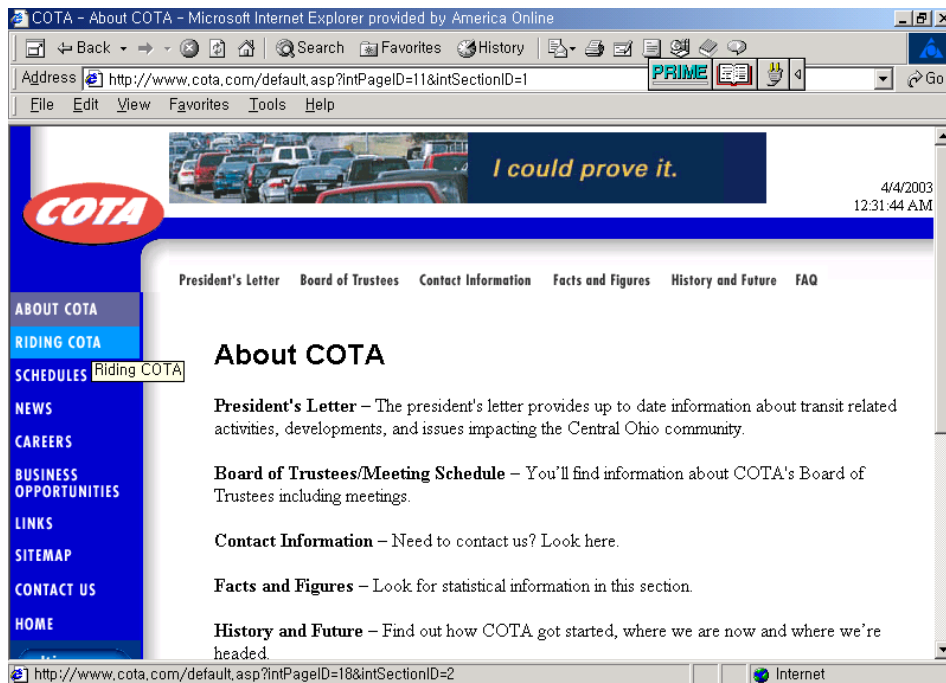 COTA - About COTA - Microsoft Internet Explorer provided by America Online
Back Search Favorites History
Address http://www.cota.com/default.asp?intPageID=11&intSectionID=1 PRIME Go
File Edit View Favorites Tools Help
I could prove it.
COTA
4/4/2003
12:31:44 AM
President's Letter Board of Trustees Contact Information Facts and Figures History and Future FAQ
ABOUT COTA
RIDING COTA
Riding COTA
SCHEDULES
NEWS
CAREERS
BUSINESS
OPPORTUNITIES
LINKS
SITEMAP
CONTACT US
HOME
About COTA
President's Letter – The president's letter provides up to date information about transit related
activities, developments, and issues impacting the Central Ohio community.
Board of Trustees/Meeting Schedule – You'll find information about COTA's Board of
Trustees including meetings.
Contact Information – Need to contact us? Look here.
Facts and Figures – Look for statistical information in this section.
History and Future – Find out how COTA got started, where we are now and where we're
headed.
http://www.cota.com/default.asp?intPageID=18&intSectionID=2 Internet